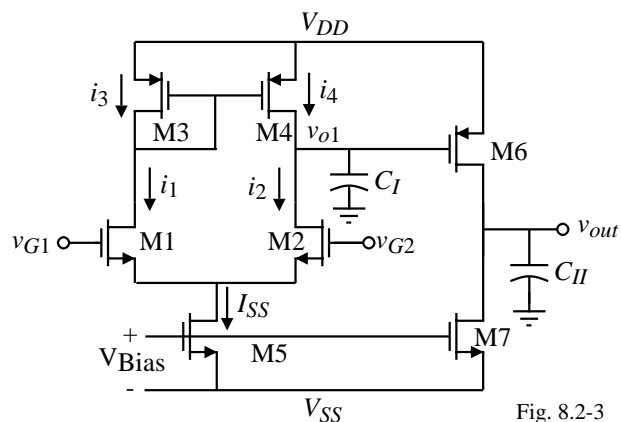 VDD
i3
i4
M3
M4
vo1
M6
i1
i2
CI
vG1
M1
M2
vG2
vout
CII
ISS
+
VBias
M5
M7
-
VSS
Fig. 8.2-3